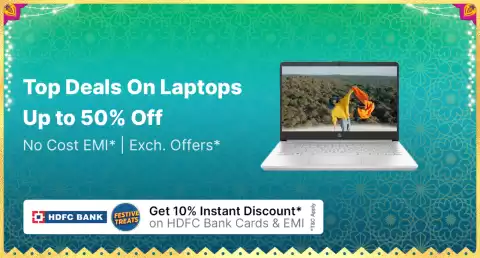 Top Deals On Laptops
Up to 50% Off
No Cost EMI* | Exch. Offers*
HDFC BANK
FESTIVE
TREATS
Get 10% Instant Discount*
on HDFC Bank Cards & EMI
*T&C Apply